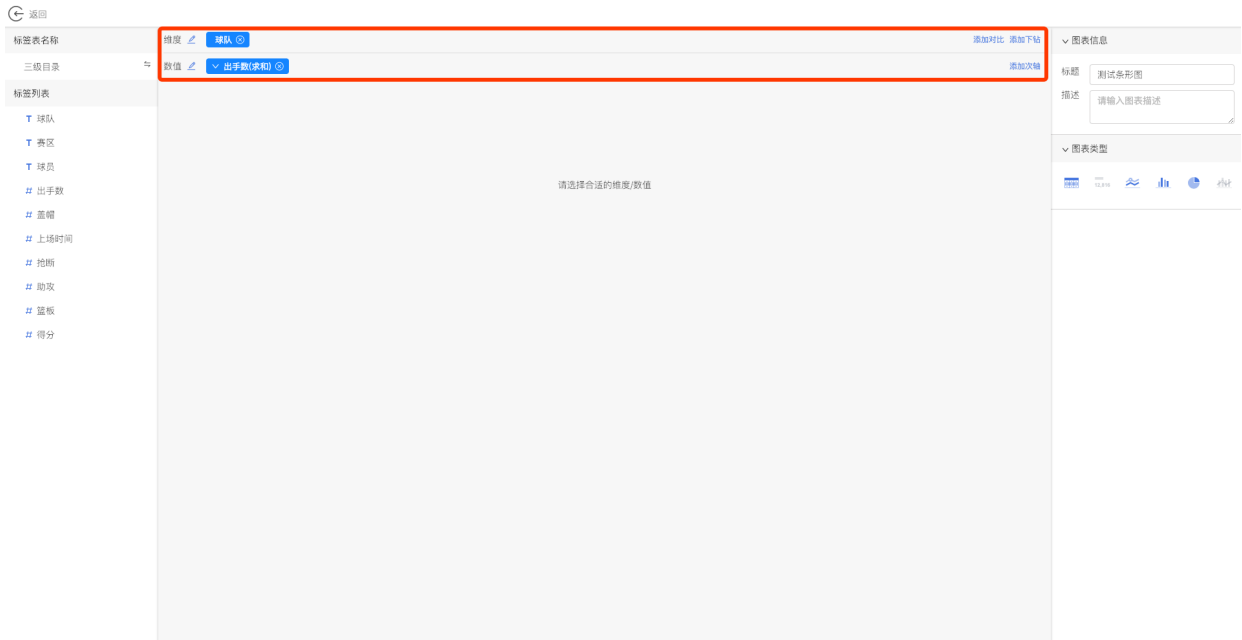 返回
标签表名称
三级目录
标签列表
T 球队
T 赛区
T 球员
# 出手数
# 盖帽
# 上场时间
# 抢断
# 助攻
# 篮板
# 得分
维度 球队 添加对比 添加下钻
数值 出手数(求和) 添加次轴
请选择合适的维度/数值
图表信息
标题 测试条形图
描述 请输入图表描述
图表类型